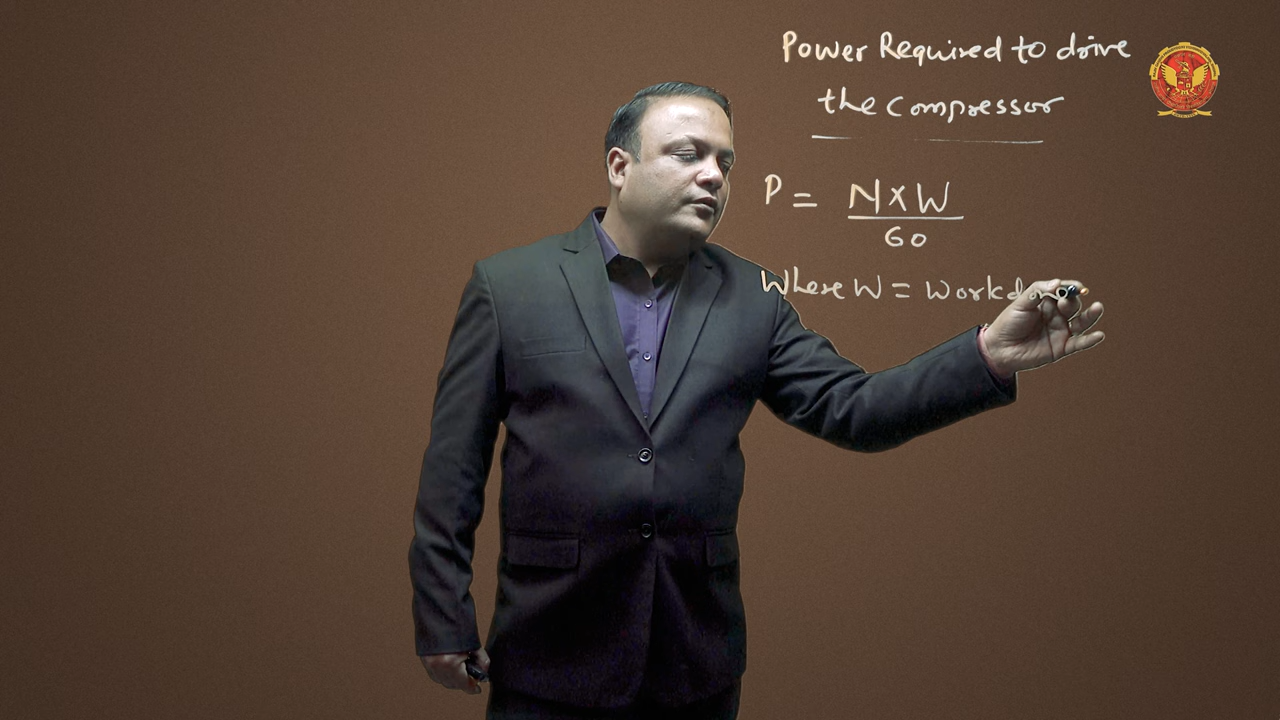 Power Required to drive
the compressor
P = N X W
60
Where W = Workdone